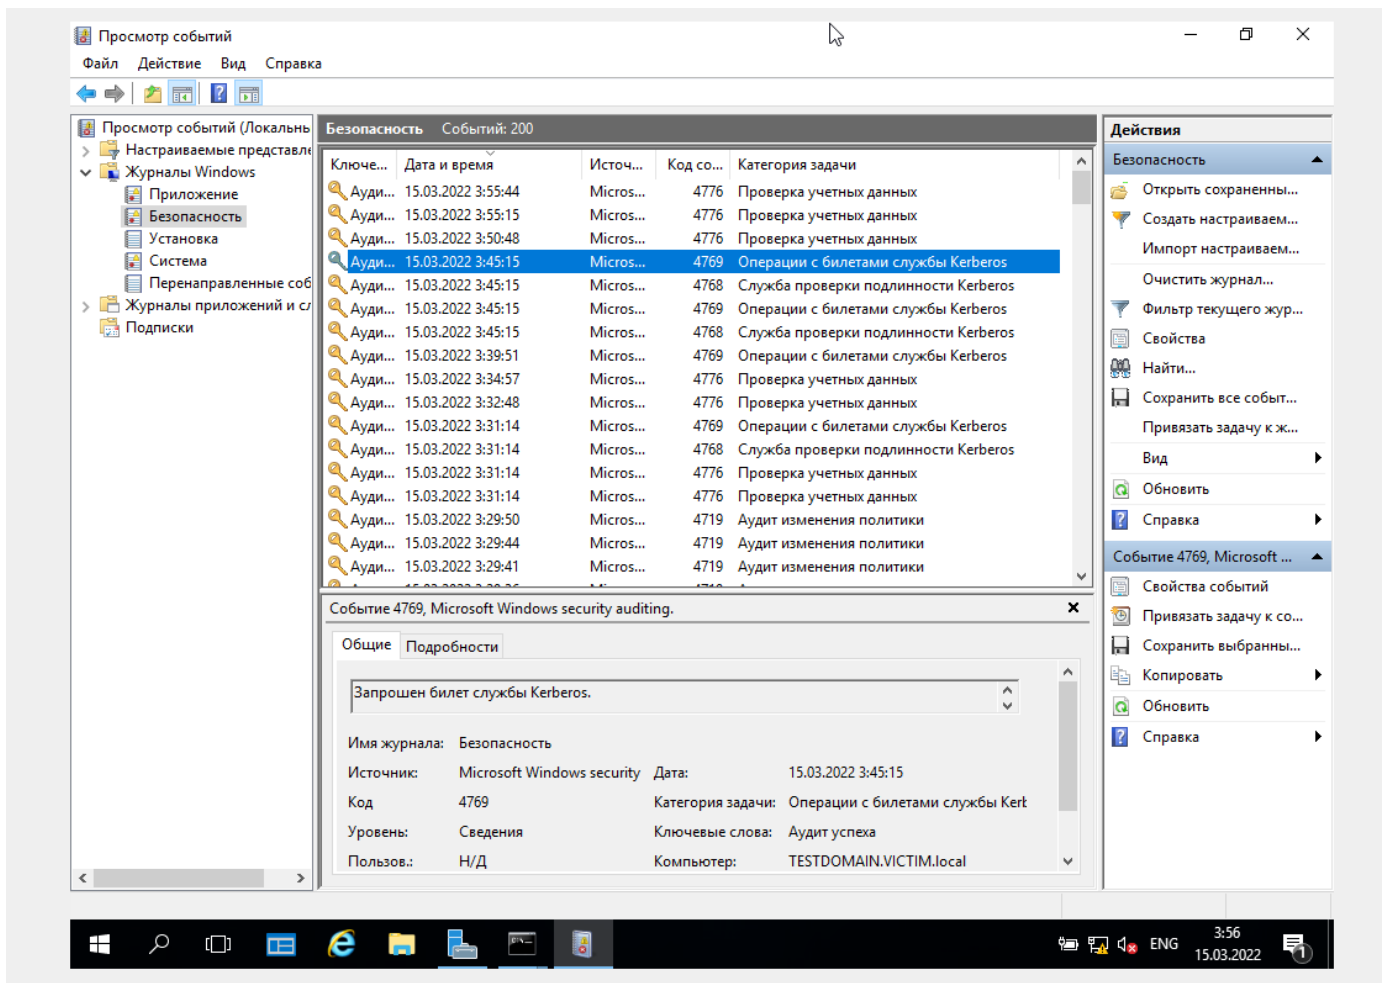 Просмотр событий
Файл Действие Вид Справка
Просмотр событий (Локальнь
Настраиваемые представле
Журналы Windows
Приложение
Безопасность
Установка
Система
Перенаправленные соб
Журналы приложений и сл
Подписки
Безопасность Событий: 200
Ключе... Дата и время Источ... Код со... Категория задачи
Ауди... 15.03.2022 3:55:44 Micros... 4776 Проверка учетных данных
Ауди... 15.03.2022 3:55:15 Micros... 4776 Проверка учетных данных
Ауди... 15.03.2022 3:50:48 Micros... 4776 Проверка учетных данных
Ауди... 15.03.2022 3:45:15 Micros... 4769 Операции с билетами службы Kerberos
Ауди... 15.03.2022 3:45:15 Micros... 4768 Служба проверки подлинности Kerberos
Ауди... 15.03.2022 3:45:15 Micros... 4769 Операции с билетами службы Kerberos
Ауди... 15.03.2022 3:45:15 Micros... 4768 Служба проверки подлинности Kerberos
Ауди... 15.03.2022 3:39:51 Micros... 4769 Операции с билетами службы Kerberos
Ауди... 15.03.2022 3:34:57 Micros... 4776 Проверка учетных данных
Ауди... 15.03.2022 3:32:48 Micros... 4776 Проверка учетных данных
Ауди... 15.03.2022 3:31:14 Micros... 4769 Операции с билетами службы Kerberos
Ауди... 15.03.2022 3:31:14 Micros... 4768 Служба проверки подлинности Kerberos
Ауди... 15.03.2022 3:31:14 Micros... 4776 Проверка учетных данных
Ауди... 15.03.2022 3:31:14 Micros... 4776 Проверка учетных данных
Ауди... 15.03.2022 3:29:50 Micros... 4719 Аудит изменения политики
Ауди... 15.03.2022 3:29:44 Micros... 4719 Аудит изменения политики
Ауди... 15.03.2022 3:29:41 Micros... 4719 Аудит изменения политики
Событие 4769, Microsoft Windows security auditing.
Общие Подробности
Запрошен билет службы Kerberos.
Имя журнала: Безопасность
Источник: Microsoft Windows security Дата: 15.03.2022 3:45:15
Код 4769 Категория задачи: Операции с билетами службы Kerb
Уровень: Сведения Ключевые слова: Аудит успеха
Пользов.: Н/Д Компьютер: TESTDOMAIN.VICTIM.local
Действия
Безопасность
Открыть сохраненны...
Создать настраиваем...
Импорт настраиваем...
Очистить журнал...
Фильтр текущего жур...
Свойства
Найти...
Сохранить все событ...
Привязать задачу к ж...
Вид
Обновить
Справка
Событие 4769, Microsoft ...
Свойства событий
Привязать задачу к со...
Сохранить выбранны...
Копировать
Обновить
Справка
ENG
3:56
15.03.2022
1